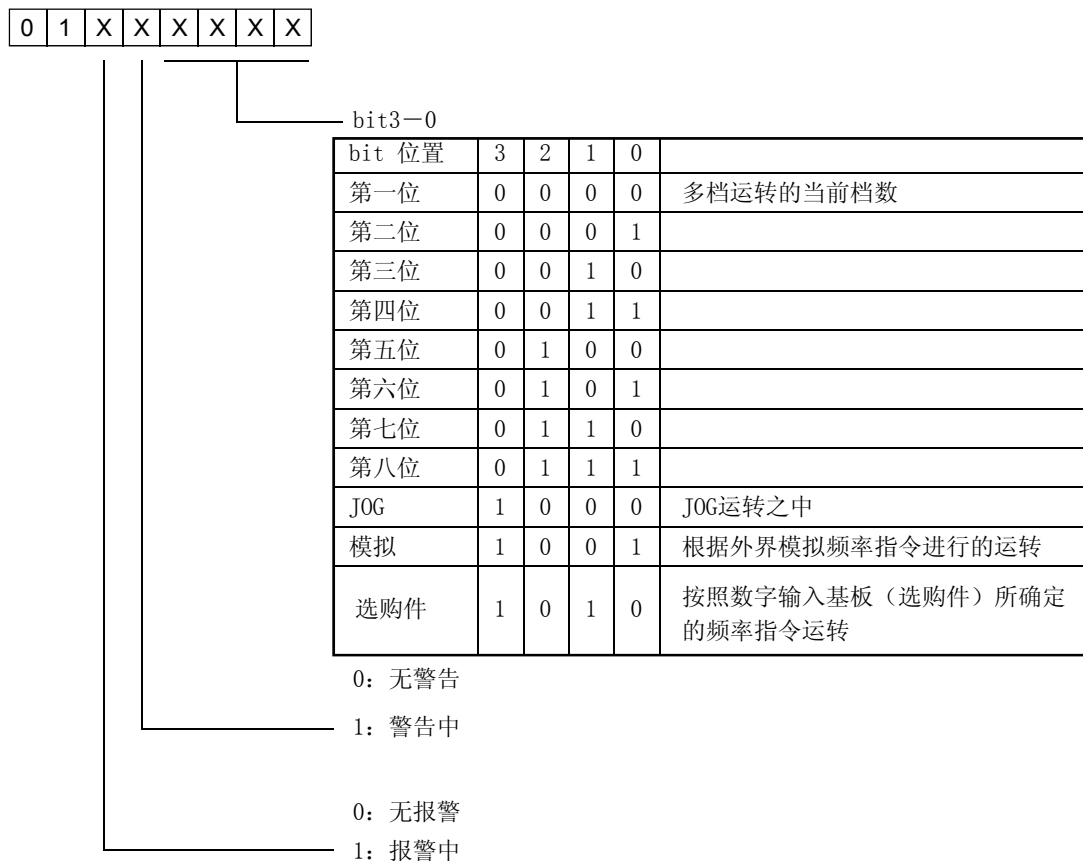 0 1 X X X X X X
bit3－0
bit 位置 3 2 1 0
第一位 0 0 0 0 多档运转的当前档数
第二位 0 0 0 1
第三位 0 0 1 0
第四位 0 0 1 1
第五位 0 1 0 0
第六位 0 1 0 1
第七位 0 1 1 0
第八位 0 1 1 1
JOG 1 0 0 0 JOG运转之中
模拟 1 0 0 1 根据外界模拟频率指令进行的运转
选购件 1 0 1 0 按照数字输入基板（选购件）所确定
的频率指令运转
0：无警告
1：警告中
0：无报警
1：报警中